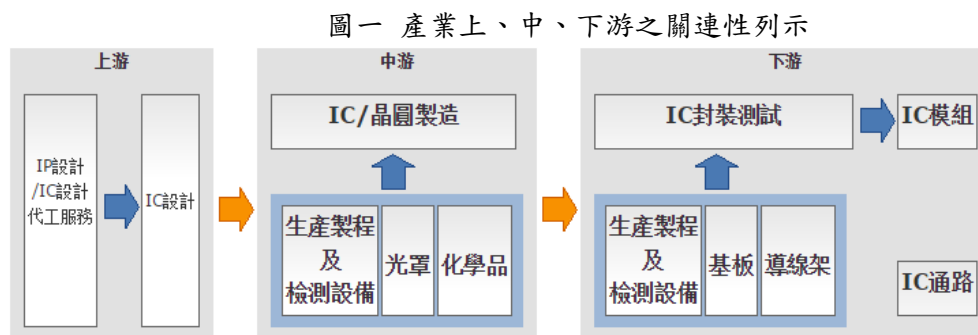 圖一 產業上、中、下游之關連性列示
上游
IP設計
/IC設計
代工服務
IC設計
中游
IC/晶圓製造
生產製程
及
檢測設備
光罩
化學品
下游
IC封裝測試
IC模組
生產製程
及
檢測設備
基板
導線架
IC通路